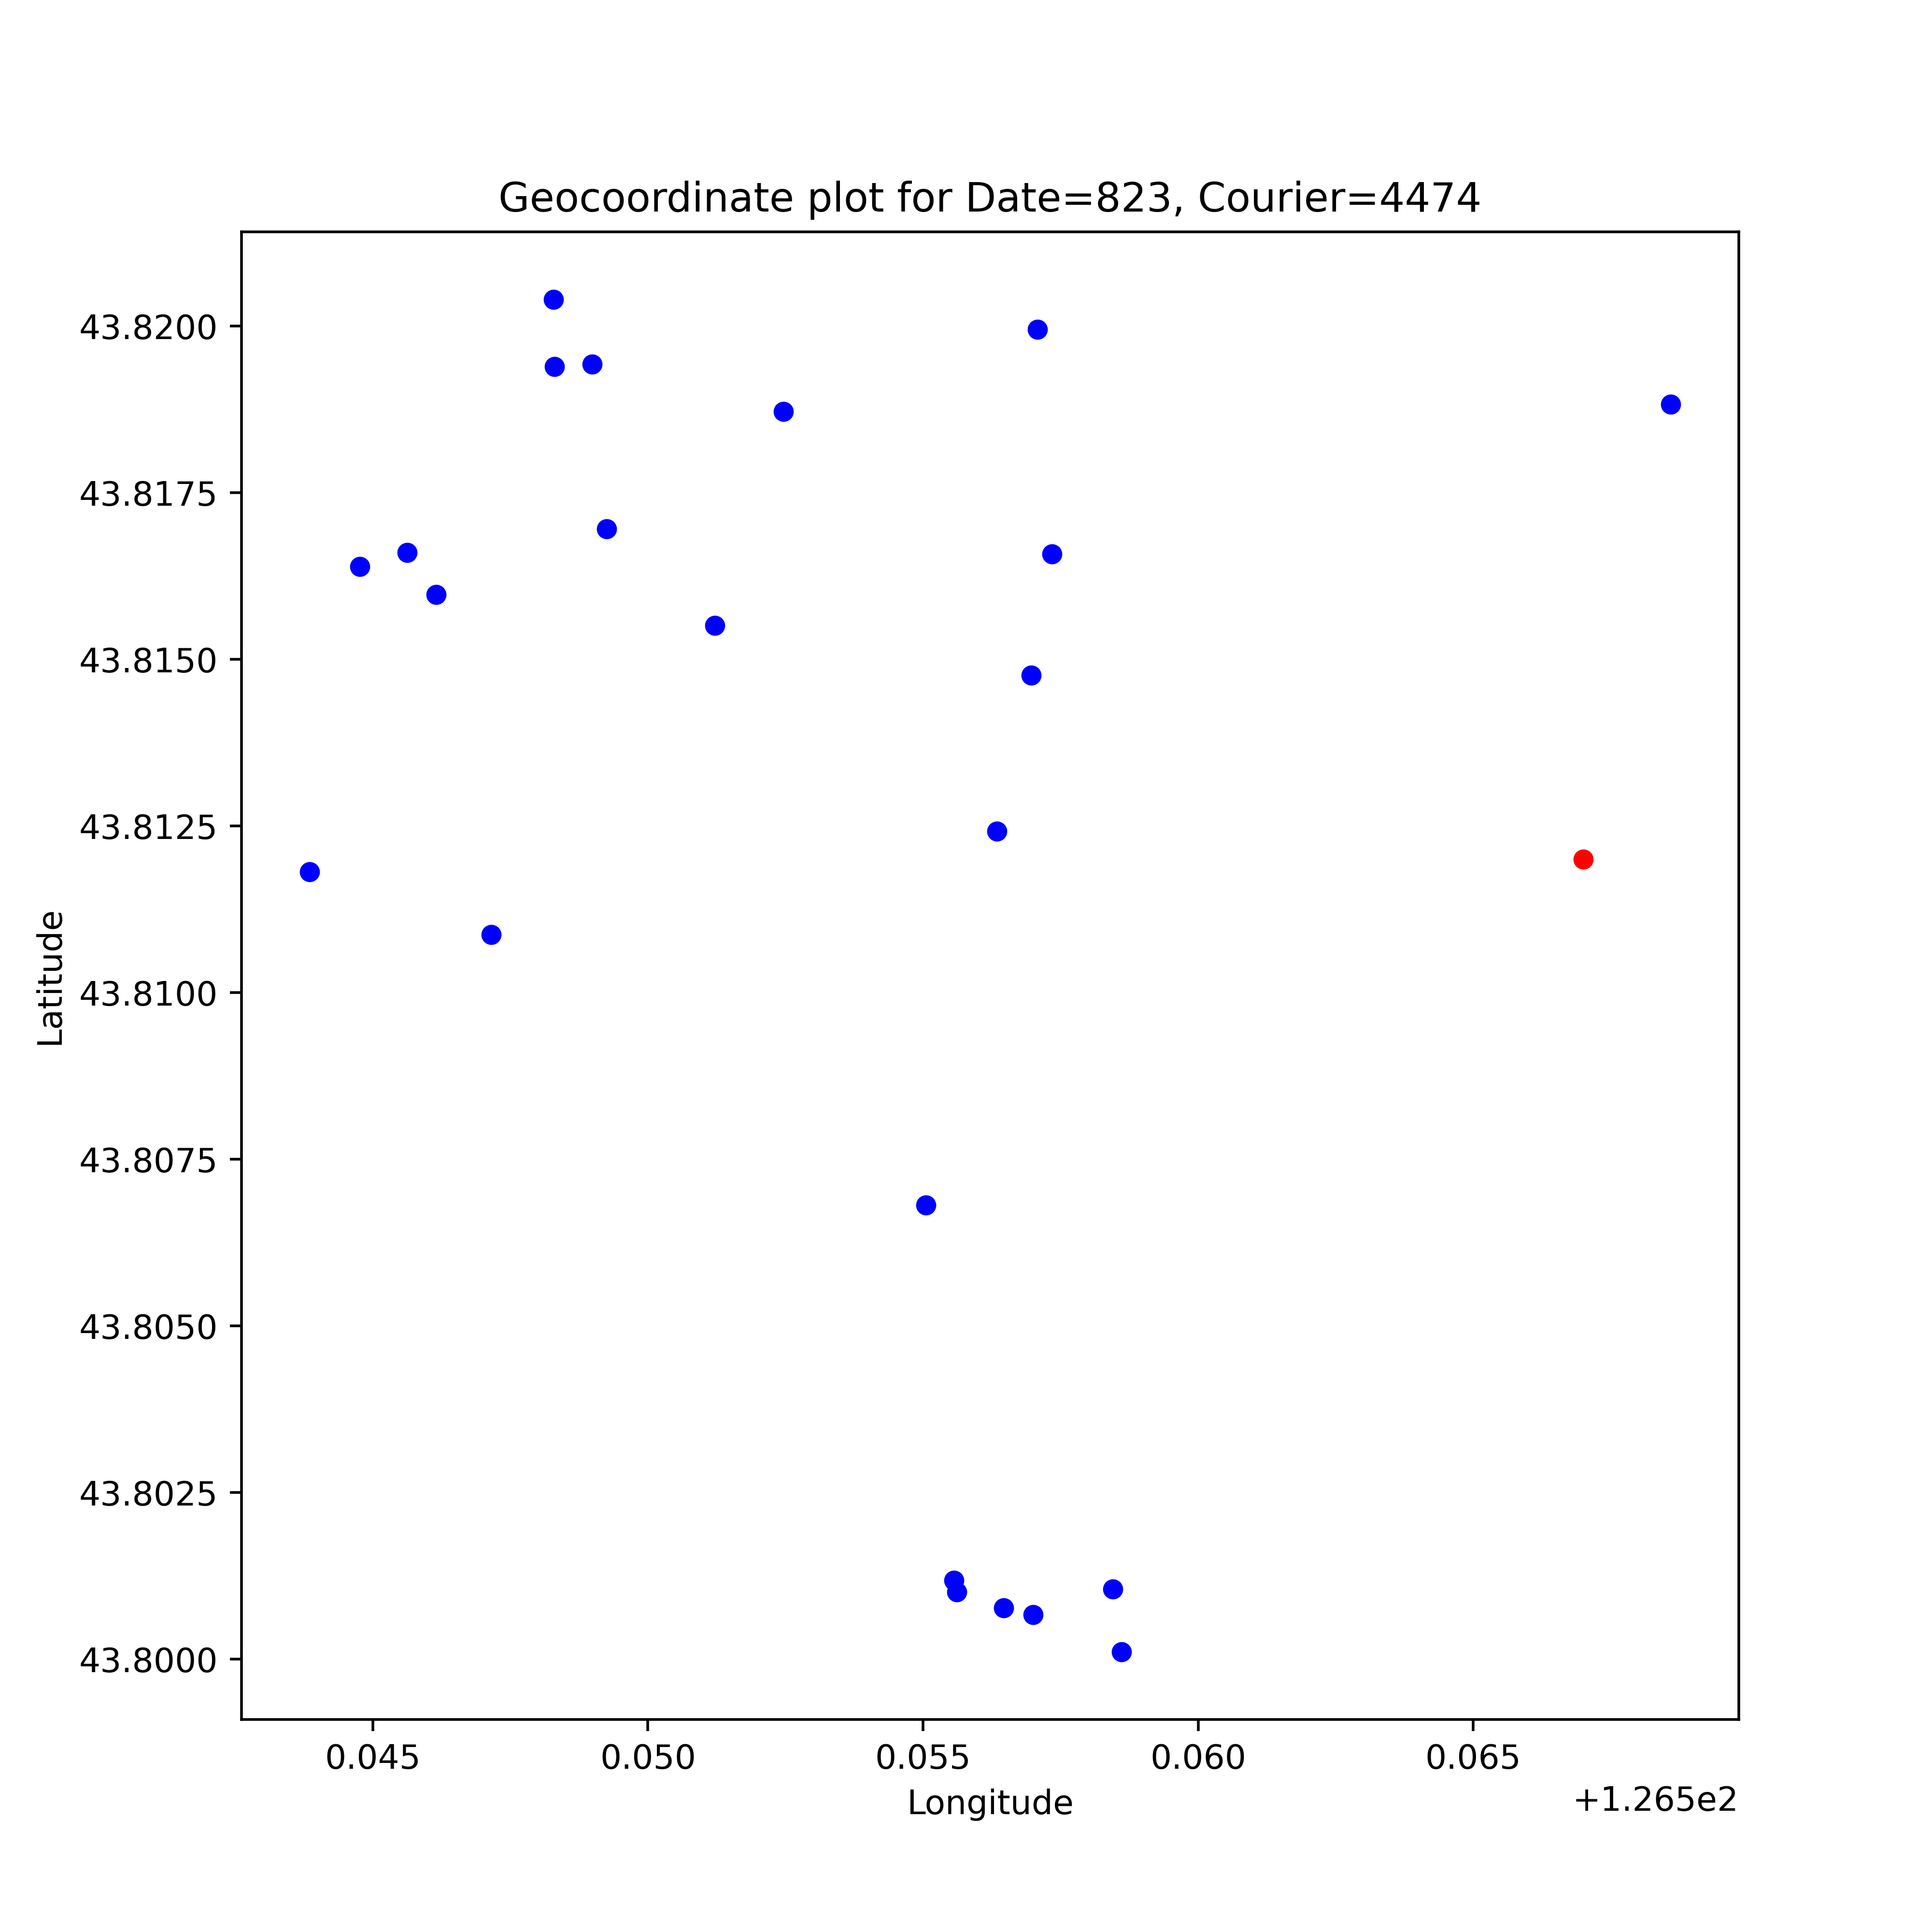 Geocoordinate plot for Date=823, Courier=4474
43.8200
43.8175
43.8150
43.8125
43.8100
43.8075
43.8050
43.8025
43.8000
Latitude
0.045 0.050 0.055 0.060 0.065
Longitude
+1.265e2